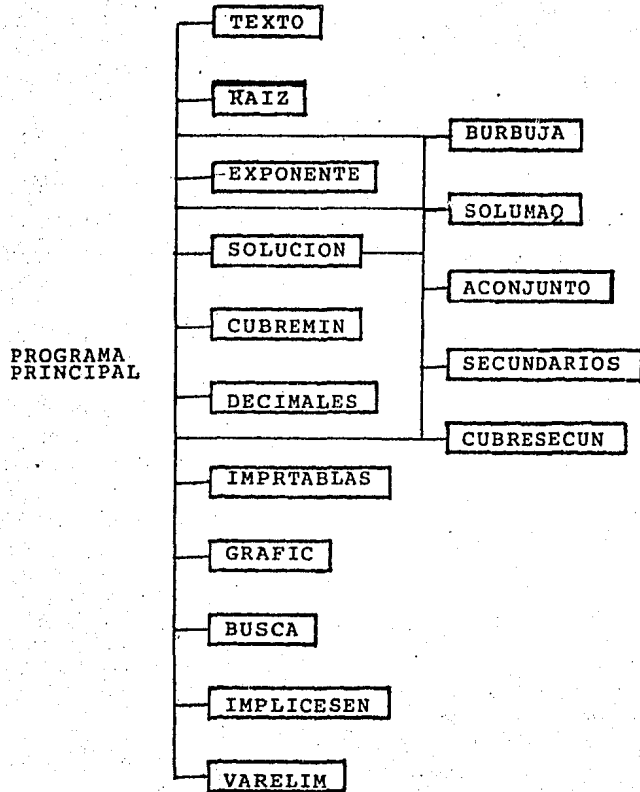 TEXTO
RAIZ
BURBUJA
EXPONENTE
SOLUMAQ
SOLUCION
ACONJUNTO
CUBREMIN
PROGRAMA
PRINCIPAL
SECUNDARIOS
DECIMALES
CUBRESECUN
IMPRTABLAS
GRAFIC
BUSCA
IMPLICESEN
VARELIM